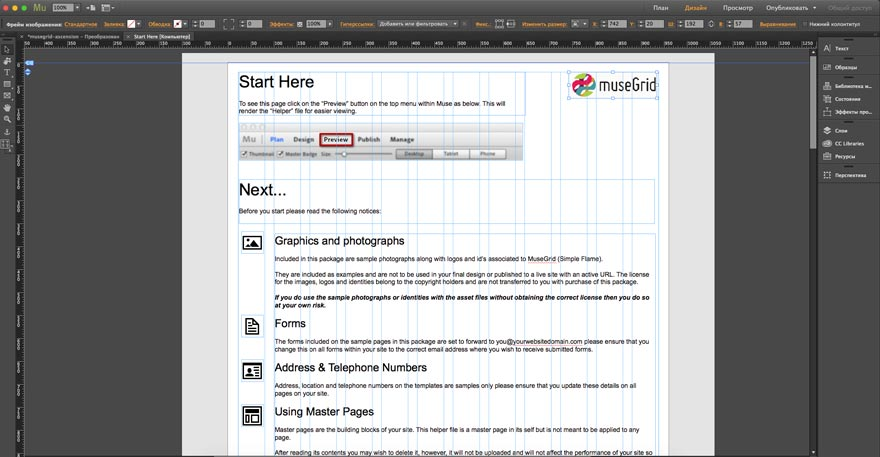 Mu 100% План Дизайн Просмотр Опубликовать Общий доступ
Фрейм изображения: Стандартное Заливка: Обводка: 0 0 Эффекты: 100% Гиперссылки: Добавить или фильтровать Фикс.: Изменить размер: X: 742 Y: 20 Ш: 192 В: 57 Выравнивание Нижний колонтитул
Start Here [Компьютер]
Текст
Образцы
Библиотека и...
Состояния
Эффекты про...
Слои
CC Libraries
Ресурсы
Перспектива
Start Here
museGrid
To see this page click on the "Preview" button on the top menu within Muse as below. This will
render the "Helper" file for easier viewing.
Mu Plan Design Preview Publish Manage
Thumbnail Master Badge Size: Desktop Tablet Phone
Next...
Before you start please read the following notices:
Graphics and photographs
Included in this package are sample photographs along with logos and id's associated to MuseGrid (Simple Flame).
They are included as examples and are not to be used in your final design or published to a live site with an active URL. The license
for the images, logos and identities belong to the copyright holders and are not transferred to you with purchase of this package.
If you do use the sample photographs or identities with the asset files without obtaining the correct license then you do so
at your own risk.
Forms
The forms included on the sample pages in this package are set to forward to you@yourwebsitedomain.com please ensure that you
change this on all forms within your site to the correct email address where you wish to receive submitted forms.
Address & Telephone Numbers
Address, location and telephone numbers on the templates are samples only please ensure that you update these details on all
pages on your site.
Using Master Pages
Master pages are the building blocks of your site. This helper file is a master page in its self but is not meant to be applied to any
page.
After reading its contents you may wish to delete it, however, it will not be uploaded and will not affect the performance of your site so